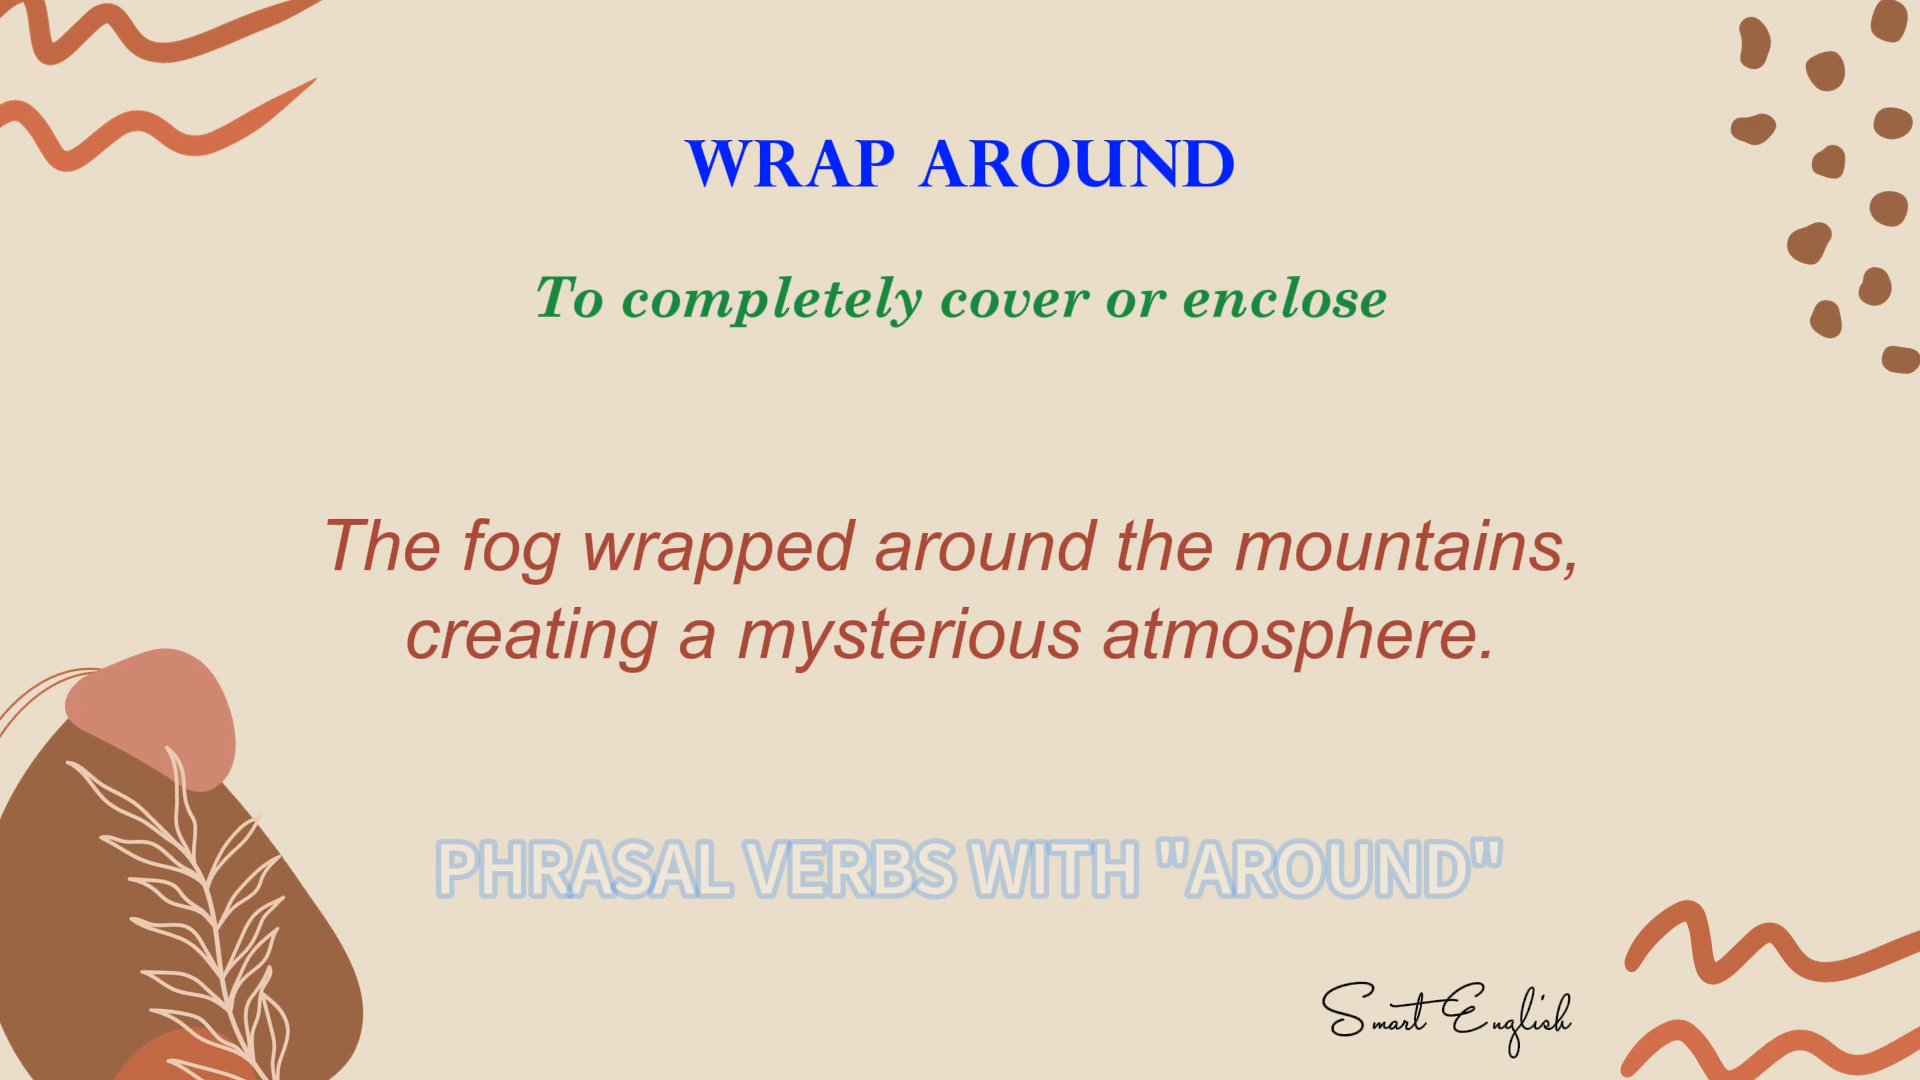 WRAP AROUND
To completely cover or enclose
The fog wrapped around the mountains,
creating a mysterious atmosphere.
PHRASAL VERBS WITH "AROUND"
Smart English